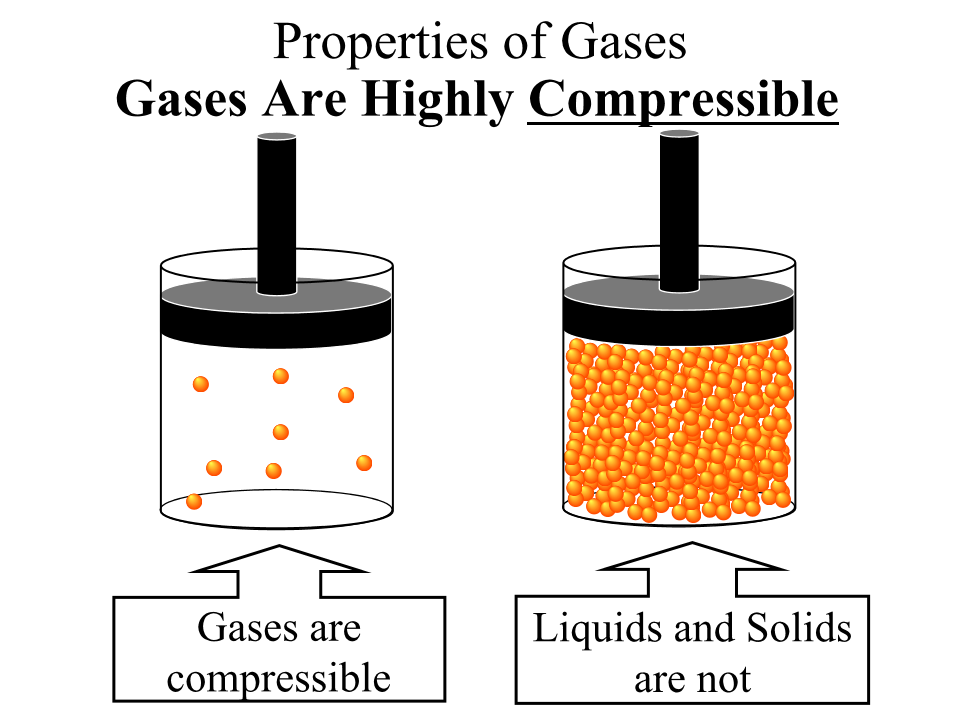 Properties of Gases
Gases Are Highly Compressible
Gases are
compressible
Liquids and Solids
are not